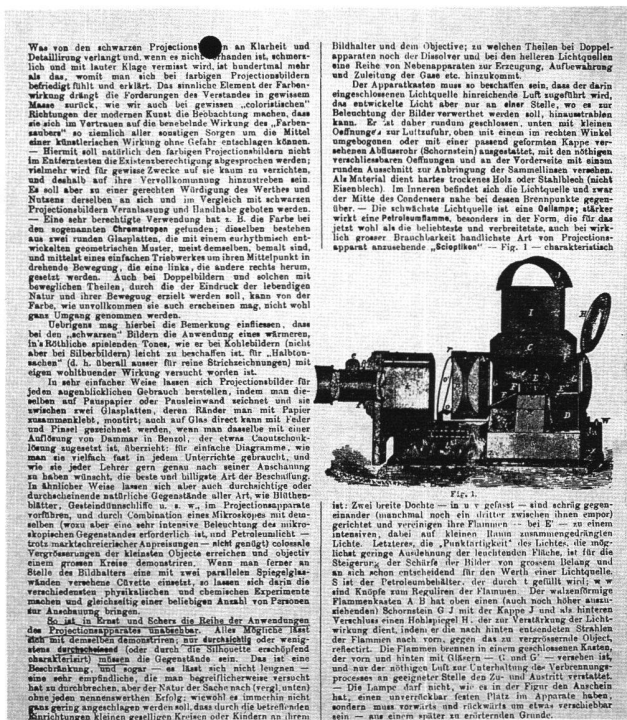 Was von den schwarzen Projections        n an Klarheit und
Detaillirung verlangt und, wenn es nicht vorhanden ist, schmerz-
lich und mit lauter Klage vermisst wird, ist hundertmal mehr
als das, womit man sich bei farbigen Projectionsbildern
befriedigt fühlt und erklärt. Das sinnliche Element der Farben-
wirkung drängt die Forderungen des Verstandes in gewissem
Maasse zurück, wie wir auch bei gewissen „coloristischen"
Richtungen der modernen Kunst die Beobachtung machen, dass
sie sich im Vertrauen auf die benebelnde Wirkung des „Farben-
zaubers" so ziemlich aller sonstigen Sorgen um die Mittel
einer künstlerischen Wirkung ohne Gefahr entschlagen können.
— Hiermit soll natürlich den farbigen Projectionsbildern nicht
im Entferntesten die Existenzberechtigung abgesprochen werden;
vielmehr wird für gewisse Zwecke auf sie kaum zu verzichten,
und deshalb auf ihre Vervollkommnung hinzustreben sein.
Es soll aber zu einer gerechten Würdigung des Werthes und
Nutzens derselben an sich und im Vergleich mit schwarzen
Projectionsbildern Veranlassung und Handhabe geboten werden.
— Eine sehr berechtigte Verwendung hat z. B. die Farbe bei
den sogenannten Chromatropen gefunden; dieselben bestehen
aus zwei runden Glasplatten, die mit einem eurhythmisch ent-
wickelten geometrischen Muster, meist demselben, bemalt sind,
und mittelst eines einfachen Triebwerkes um ihren Mittelpunkt in
drehende Bewegung, die eine links, die andere rechts herum,
gesetzt werden. Auch bei Doppelbildern und solchen mit
beweglichen Theilen, durch die der Eindruck der lebendigen
Natur und ihrer Bewegung erzielt werden soll, kann von der
Farbe, wie unvollkommen sie auch erscheinen mag, nicht wohl
ganz Umgang genommen werden.
Uebrigens mag hierbei die Bemerkung einfliessen, dass
bei den „schwarzen" Bildern die Anwendung eines wärmeren,
in's Röthliche spielenden Tones, wie er bei Kohlebildern (nicht
aber bei Silberbildern) leicht zu beschaffen ist, für „Halbton-
sachen" (d. h. überall ausser für reine Strichzeichnungen) mit
eigen wohlthuender Wirkung versucht worden ist.
In sehr einfacher Weise lassen sich Projectionsbilder für
jeden augenblicklichen Gebrauch herstellen, indem man die-
selben auf Pauspapier oder Pausleinwand zeichnet und sie
zwischen zwei Glasplatten, deren Ränder man mit Papier
zusammenklebt, montirt; auch auf Glas direct kann mit Feder
und Pinsel gezeichnet werden, wenn man dasselbe mit einer
Auflösung von Dammar in Benzol, der etwas Caoutschouk-
lösung zugesetzt ist, überzieht: für einfache Diagramme, wie
man sie vielfach fast in jedem Unterrichte gebraucht, und
wie sie jeder Lehrer gern genau nach seiner Anschauung
zu haben wünscht, die beste und billigste Art der Beschaffung.
In ähnlicher Weise lassen sich aber auch durchsichtige oder
durchscheinende natürliche Gegenstände aller Art, wie Blüthen-
blätter, Gesteindünnschliffe u. s. w., im Projectionsapparate
vorführen, und durch Combination eines Mikroskopes mit dem-
selben (wozu aber eine sehr intensive Beleuchtung des mikro-
skopischen Gegenstandes erforderlich ist, und Petroleumlicht —
trotz marktschreierischer Anpreisungen — nicht genügt) colossale
Vergrösserungen der kleinsten Objecte erreichen und objectiv
einem grossen Kreise demonstriren. Wenn man ferner an
Stelle des Bildhalters eine mit zwei parallelen Spiegelglas-
wänden versehene Cüvette einsetzt, so lassen sich darin die
verschiedensten physikalischen und chemischen Experimente
machen und gleichzeitig einer beliebigen Anzahl von Personen
zur Anschauung bringen.
So ist in Ernst und Scherz die Reihe der Anwendungen
des Projectionsapparates unabsehbar. Alles Mögliche lässt
sich mit demselben demonstriren; nur durchsichtig oder wenig-
stens durchscheinend (oder durch die Silhouette erschöpfend
charakterisirt) müssen die Gegenstände sein. Das ist eine
Beschränkung, und sogar — es lässt sich nicht leugnen —
eine sehr empfindliche, die man begreiflicherweise versucht
hat zu durchbrechen, aber der Natur der Sache nach (vergl. unten)
ohne jeden nennenswerthen Erfolg; wiewohl es immerhin nicht
ganz gering angeschlagen werden soll, dass durch die betreffenden
Einrichtungen kleinen geselligen Kreisen oder Kindern an ihrem
Bildhalter und dem Objective; zu welchen Theilen bei Doppel-
apparaten noch der Dissolver und bei den helleren Lichtquellen
eine Reihe von Nebenapparaten zur Erzeugung, Aufbewahrung
und Zuleitung der Gase etc. hinzukommt.
Der Apparatkasten muss so beschaffen sein, dass der darin
eingeschlossenen Lichtquelle hinreichende Luft zugeführt wird,
das entwickelte Licht aber nur an einer Stelle, wo es zur
Beleuchtung der Bilder verwerthet werden soll, hinausstrahlen
kann. Er ist daher rundum geschlossen, unten mit kleinen
Oeffnungen zur Luftzufuhr, oben mit einem im rechten Winkel
umgebogenen oder mit einer passend geformten Kappe ver-
sehenen Abflussrohr (Schornstein) ausgestattet, mit den nöthigen
verschliessbaren Oeffnungen und an der Vorderseite mit einem
runden Ausschnitt zur Anbringung der Sammellinsen versehen.
Als Material dient hartes trockenes Holz oder Stahlblech (nicht
Eisenblech). Im Inneren befindet sich die Lichtquelle und zwar
der Mitte des Condensers nahe bei dessen Brennpunkte gegen-
über. — Die schwächste Lichtquelle ist eine Oellampe; stärker
wirkt eine Petroleumflamme, besonders in der Form, die für das
jetzt wohl als die beliebteste und verbreitetste, auch bei wirk-
lich grosser Brauchbarkeit handlichste Art von Projections-
apparat anzusehende „Scioptikon" — Fig. 1 — charakteristisch
Fig. 1.
ist: Zwei breite Dochte — in u v gefasst — sind schräg gegen-
einander (manchmal noch ein dritter zwischen ihnen empor)
gerichtet und vereinigen ihre Flammen — bei E' — zu einem
intensiven, dabei auf kleinen Raum zusammengedrängten
Lichte. Letzteres, die „Punktartigkeit" des Lichtes, die mög-
lichst geringe Ausdehnung der leuchtenden Fläche, ist für die
Steigerung der Schärfe der Bilder von grossem Belang und
an sich schon entscheidend für den Werth einer Lichtquelle.
S ist der Petroleumbehälter, der durch t gefüllt wird; w w
sind Knöpfe zum Reguliren der Flammen. Der walzenförmige
Flammenkasten A B hat oben einen (auch noch höher auszu-
ziehenden) Schornstein G J mit der Kappe J und als hinteren
Verschluss einen Hohlspiegel H, der zur Verstärkung der Licht-
wirkung dient, indem er die nach hinten entsendeten Strahlen
der Flammen nach vorn, gegen das zu vergrössernde Object,
reflectirt. Die Flammen brennen in einem geschlossenen Kasten,
der vorn und hinten mit Gläsern — G und G' — versehen ist,
und nur der nöthigen Luft zur Unterhaltung des Verbrennungs-
processes an geeigneter Stelle den Zu- und Austritt verstattet.
— Die Lampe darf nicht, wie es in der Figur den Anschein
hat, einen unverrückbar festen Platz im Apparate haben,
sondern muss vorwärts und rückwärts um etwas verschiebbar
sein — aus einem später zu erörternden Grunde.